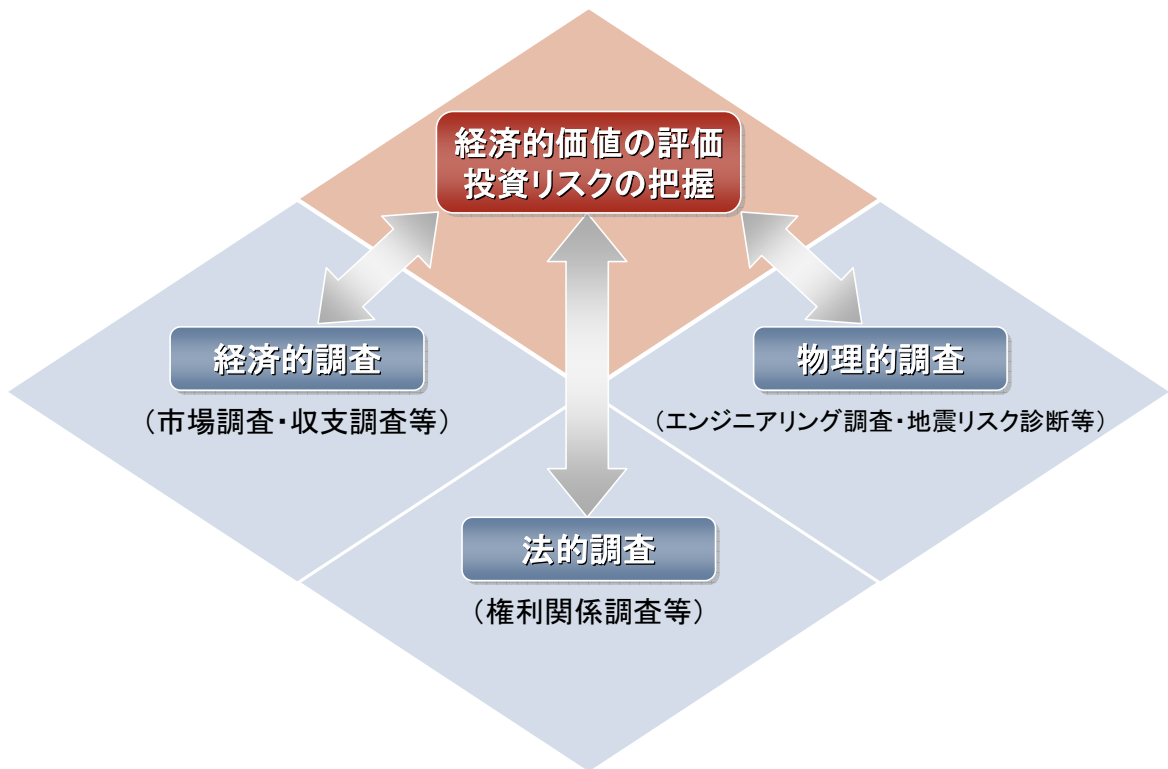 経済的価値の評価
投資リスクの把握
経済的調査
（市場調査・収支調査等）
物理的調査
（エンジニアリング調査・地震リスク診断等）
法的調査
（権利関係調査等）